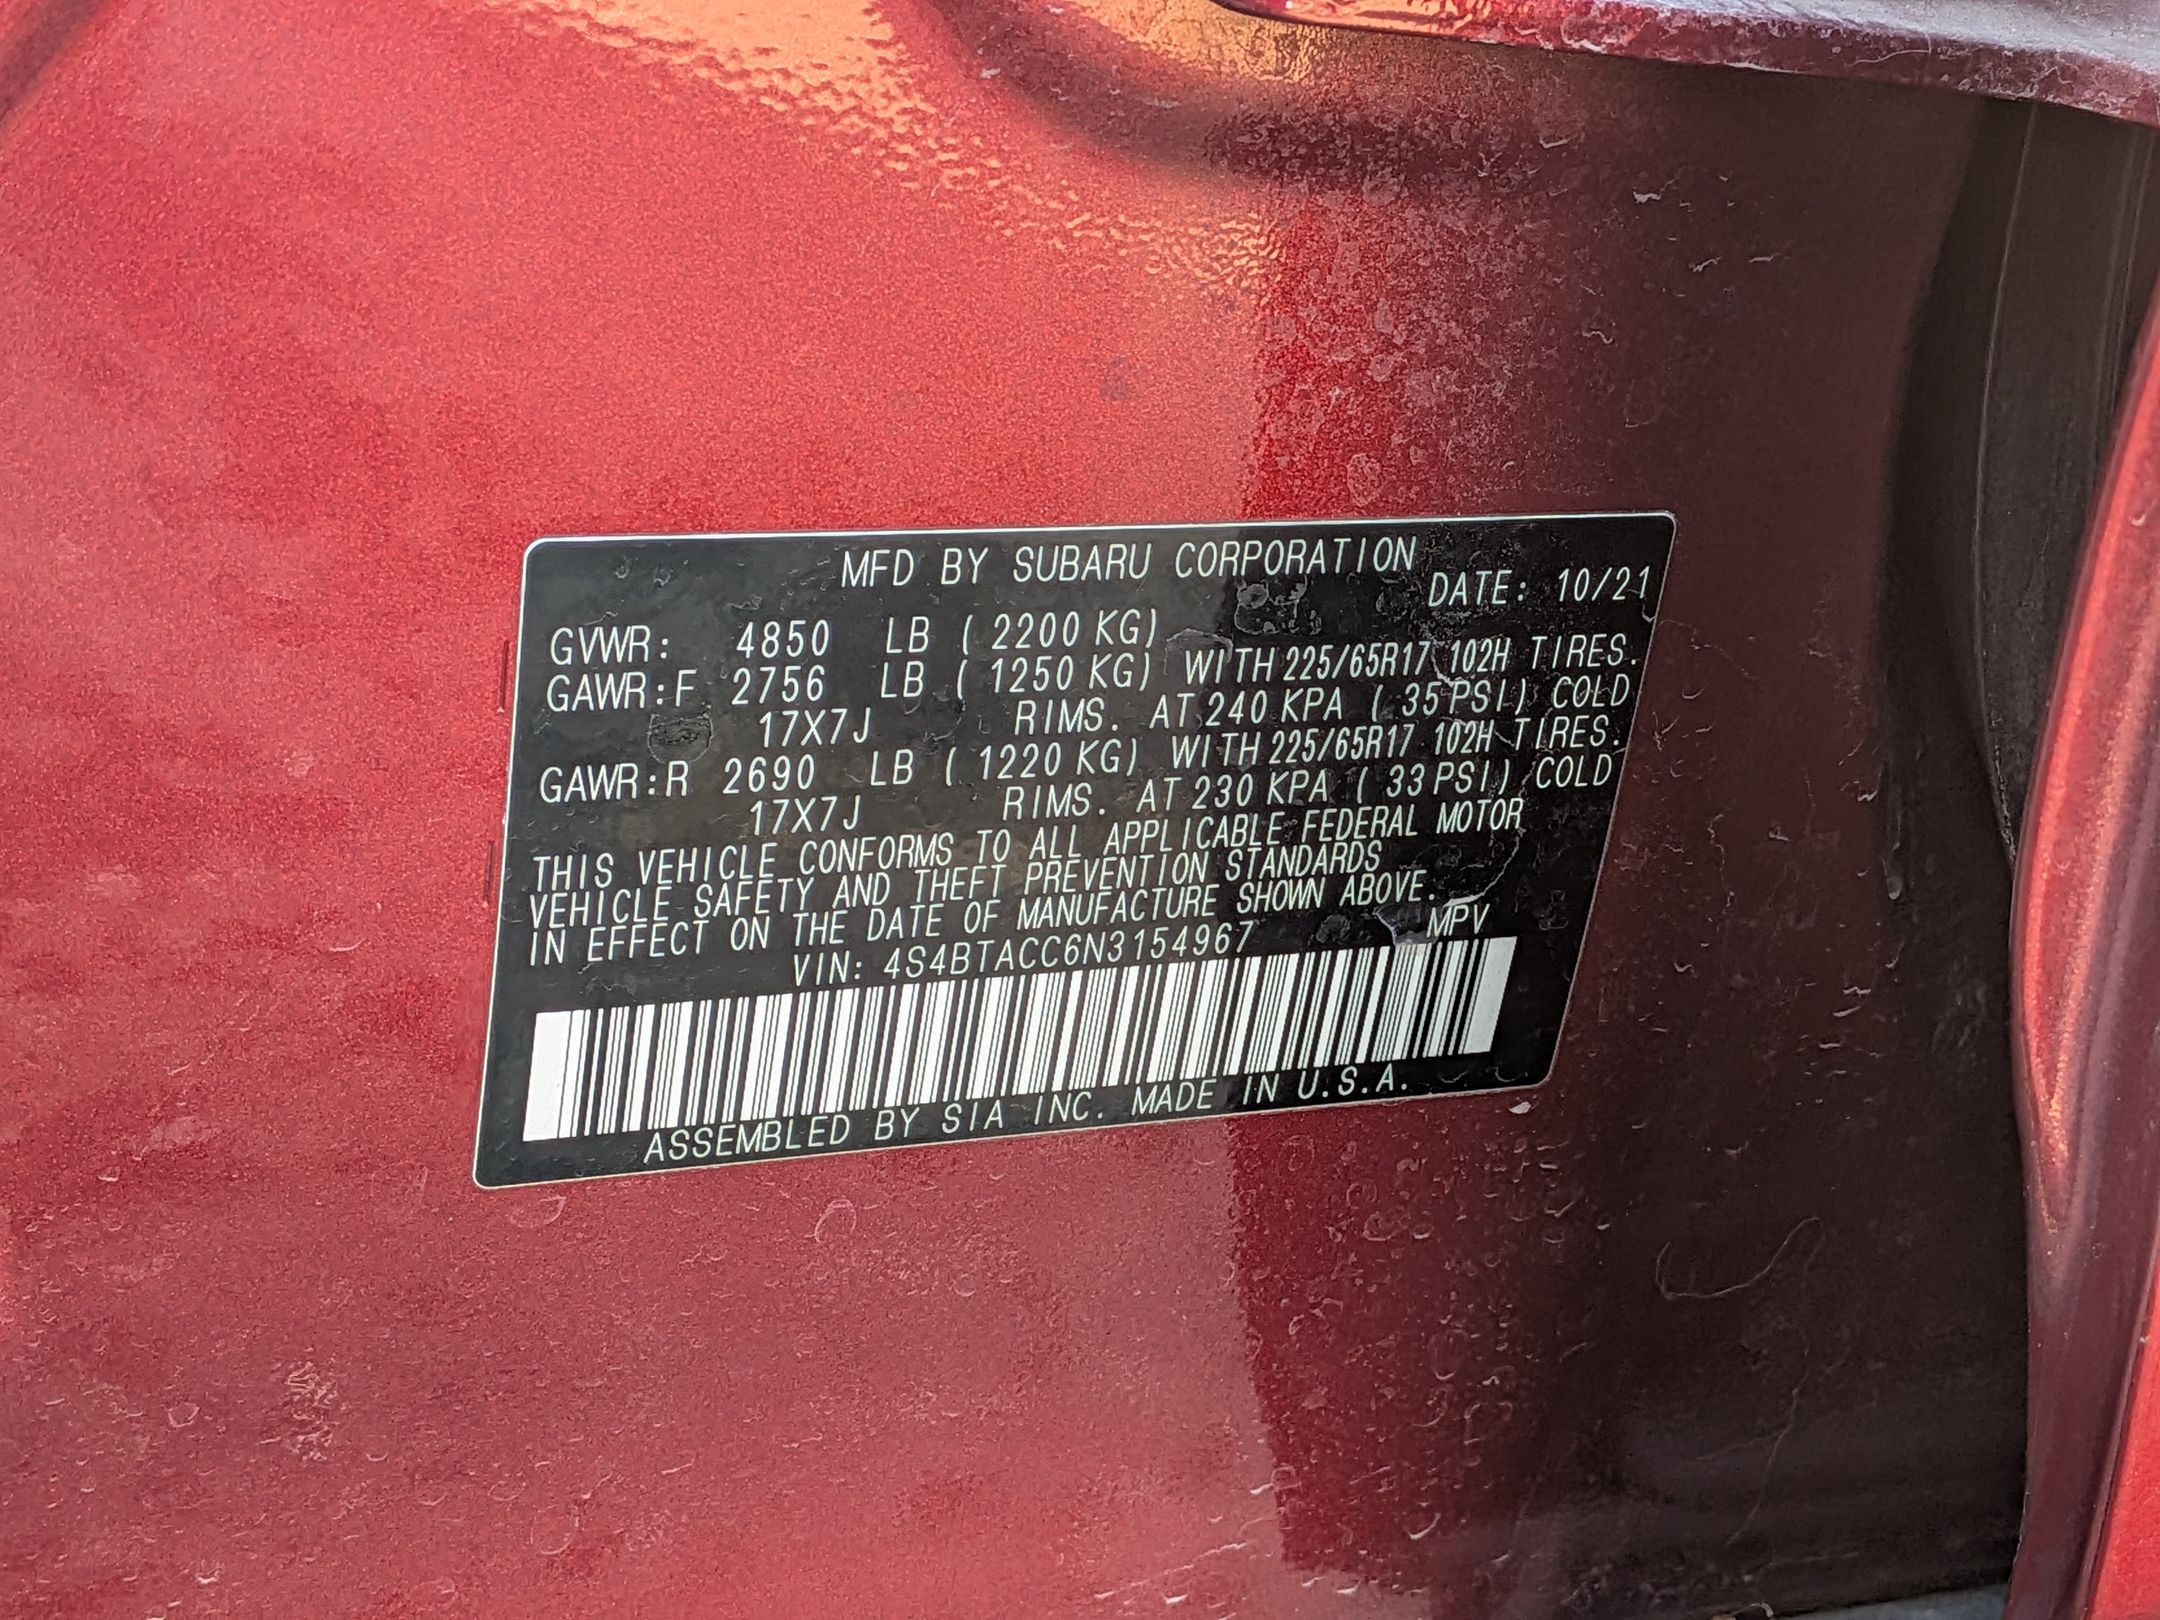 MFD BY SUBARU CORPORATION
DATE: 10/21
GVWR: 4850 LB ( 2200 KG)
GAWR:F 2756 LB ( 1250 KG) WITH 225/65R17 102H TIRES.
17X7J RIMS. AT 240 KPA ( 35 PSI) COLD
GAWR:R 2690 LB ( 1220 KG) WITH 225/65R17 102H TIRES.
17X7J RIMS. AT 230 KPA ( 33 PSI) COLD
THIS VEHICLE CONFORMS TO ALL APPLICABLE FEDERAL MOTOR
VEHICLE SAFETY AND THEFT PREVENTION STANDARDS
IN EFFECT ON THE DATE OF MANUFACTURE SHOWN ABOVE.
VIN: 4S4BTACC6N3154967 MPV
ASSEMBLED BY SIA INC. MADE IN U.S.A.